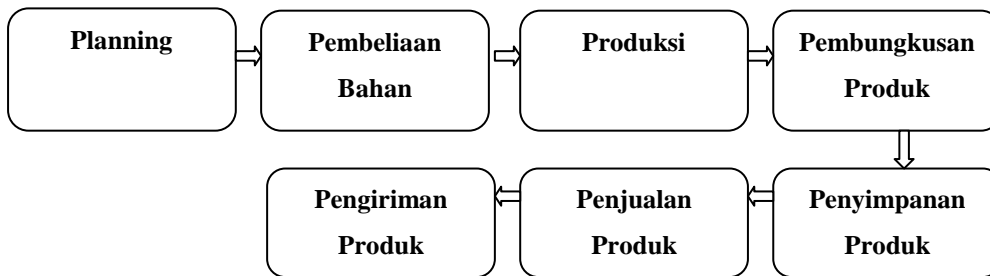 Planning
Pembeliaan
Bahan
Produksi
Pembungkusan
Produk
Penyimpanan
Produk
Penjualan
Produk
Pengiriman
Produk